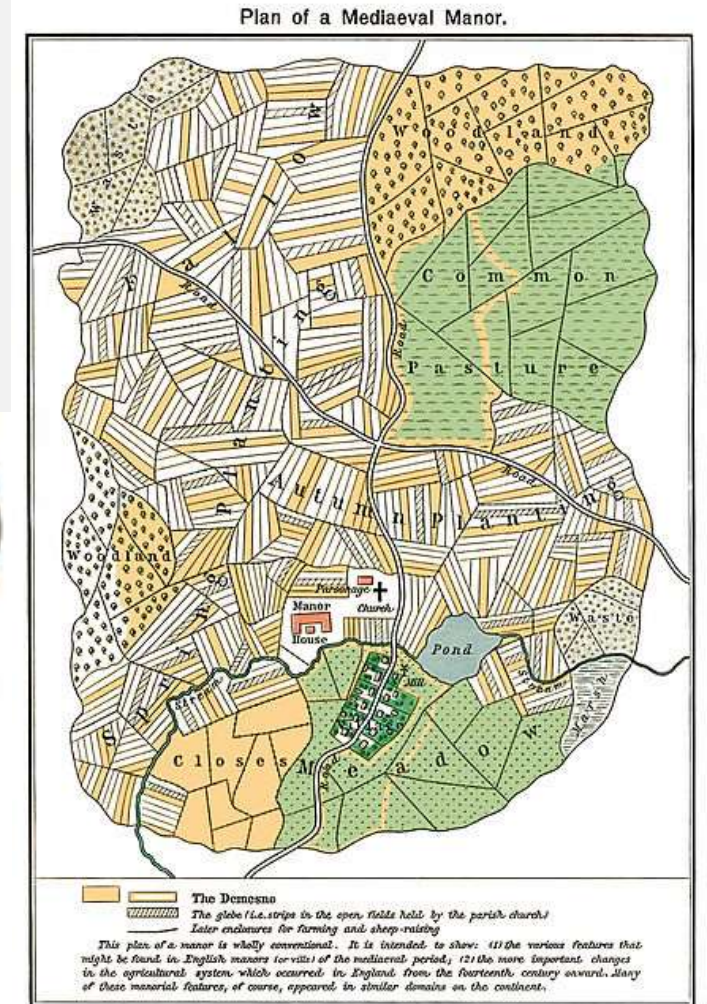 Plan of a Mediaeval Manor.
Waste
Woodland
Fallow
Common
Pasture
Road
Road
Spring Planting
Autumn Planting
Road
Woodland
Parsonage
Church
Manor
House
Waste
Pond
Mill
Stream
Stream
Marsh
Closes
Meadow
Road
The Demesne
The glebe (i.e. strips in the open fields held by the parish church)
Later enclosures for farming and sheep-raising
This plan of a manor is wholly conventional. It is intended to show: (1) the various features that
might be found in English manors (or vills) of the mediaeval period; (2) the more important changes
in the agricultural system which occurred in England from the fourteenth century onward. Many
of these manorial features, of course, appeared in similar domains on the continent.